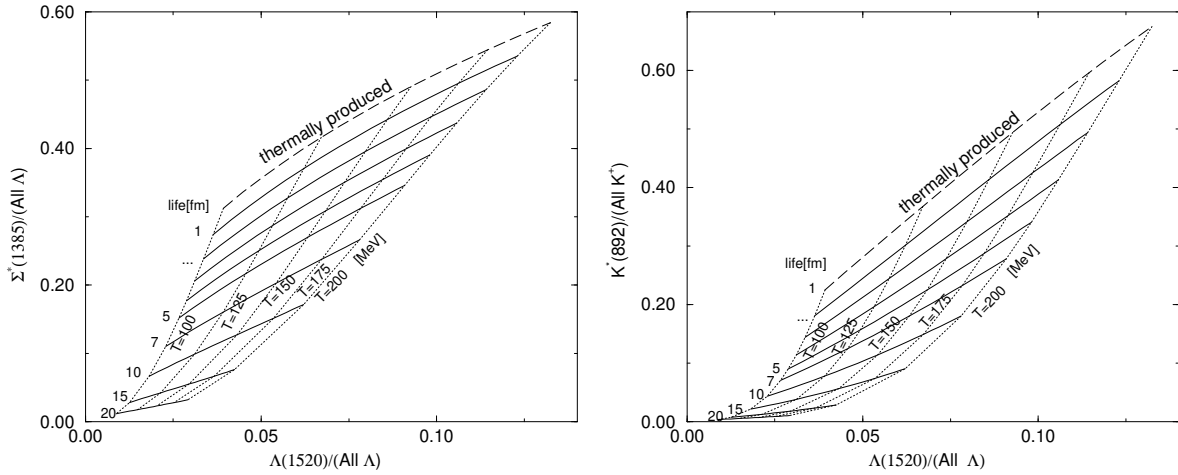 0.60
0.40
0.20
0.00
Σ*(1385)/(All Λ)
thermally produced
life[fm]
1
...
5
7
10
15
20
T=100
T=125
T=150
T=175
T=200
[MeV]
0.00
0.05
0.10
Λ(1520)/(All Λ)
0.60
0.40
0.20
0.00
K*(892)/(All K+)
thermally produced
life[fm]
1
...
5
7
10
15
20
T=100
T=125
T=150
T=175
T=200
[MeV]
0.00
0.05
0.10
Λ(1520)/(All Λ)